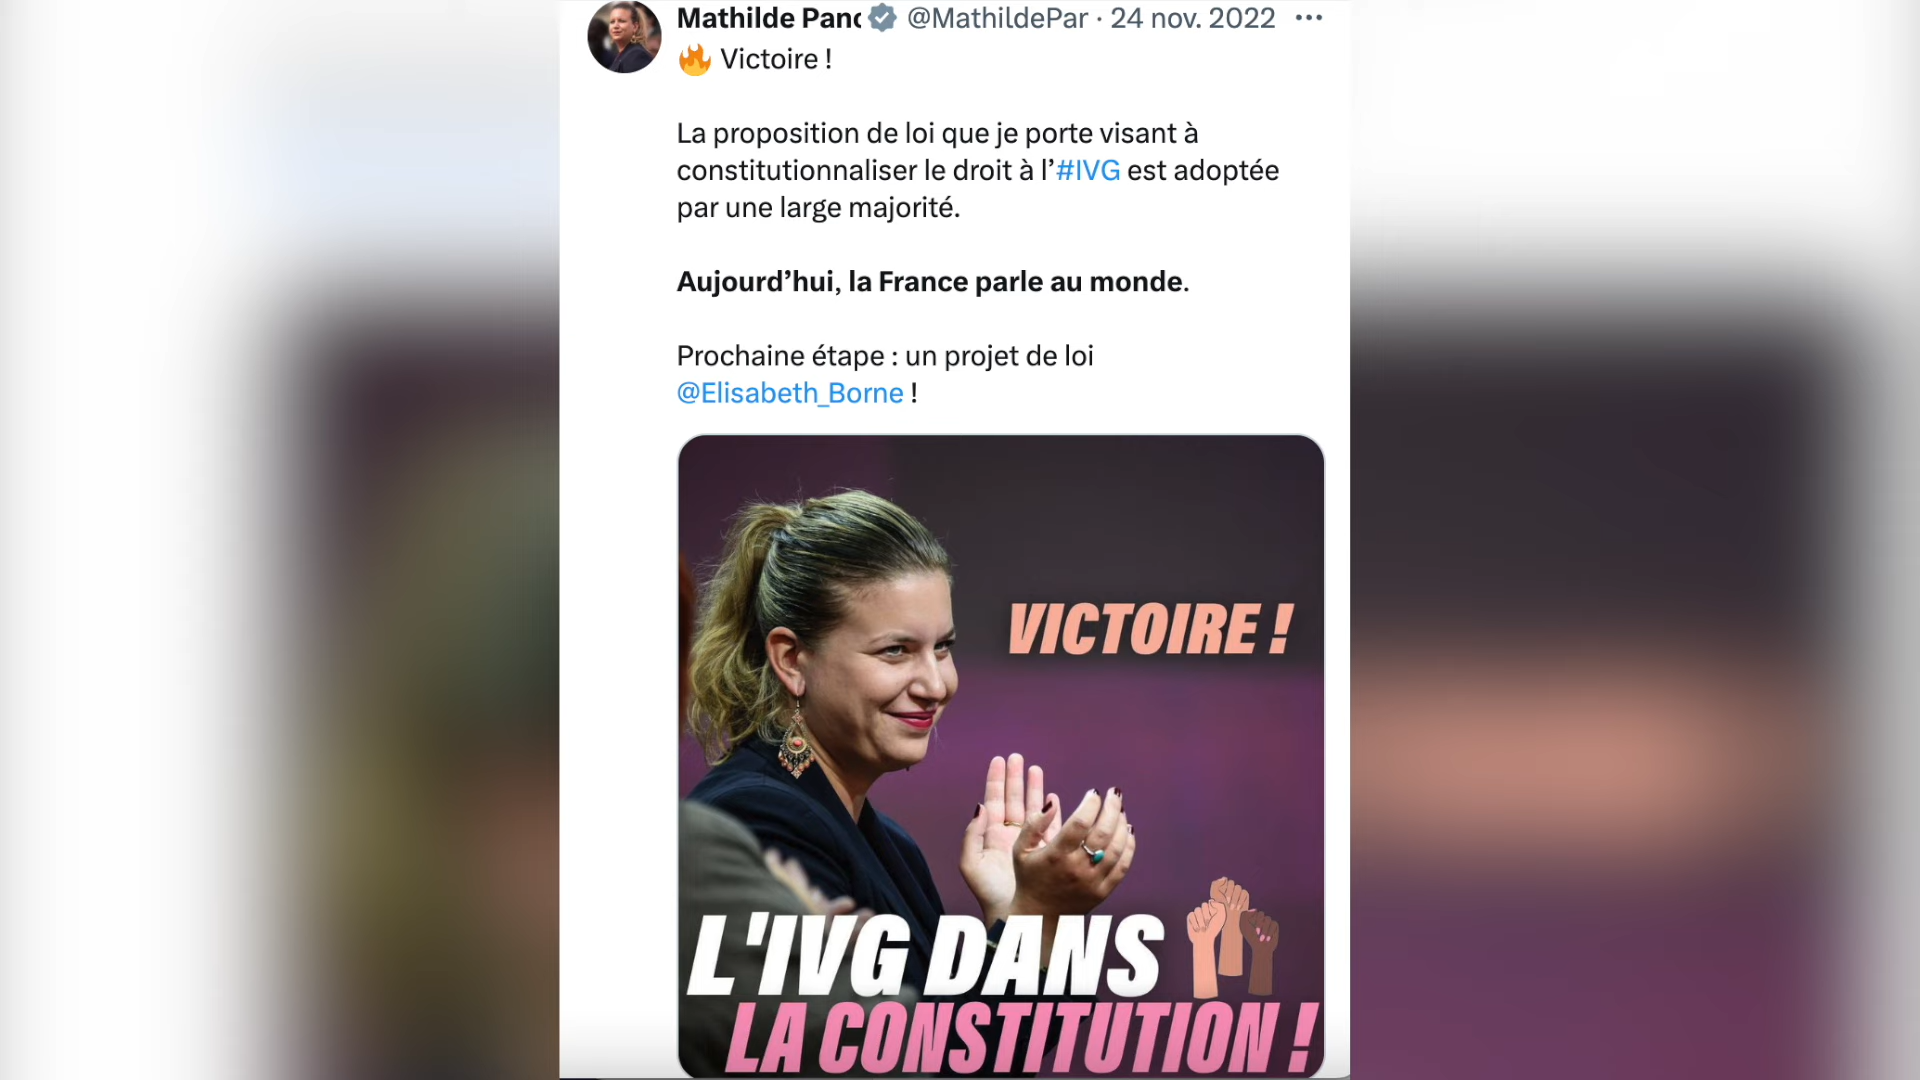 Mathilde Panc @MathildePar · 24 nov. 2022
🔥 Victoire !
La proposition de loi que je porte visant à
constitutionnaliser le droit à l’#IVG est adoptée
par une large majorité.
Aujourd’hui, la France parle au monde.
Prochaine étape : un projet de loi
@Elisabeth_Borne !
VICTOIRE !
L'IVG DANS
LA CONSTITUTION !